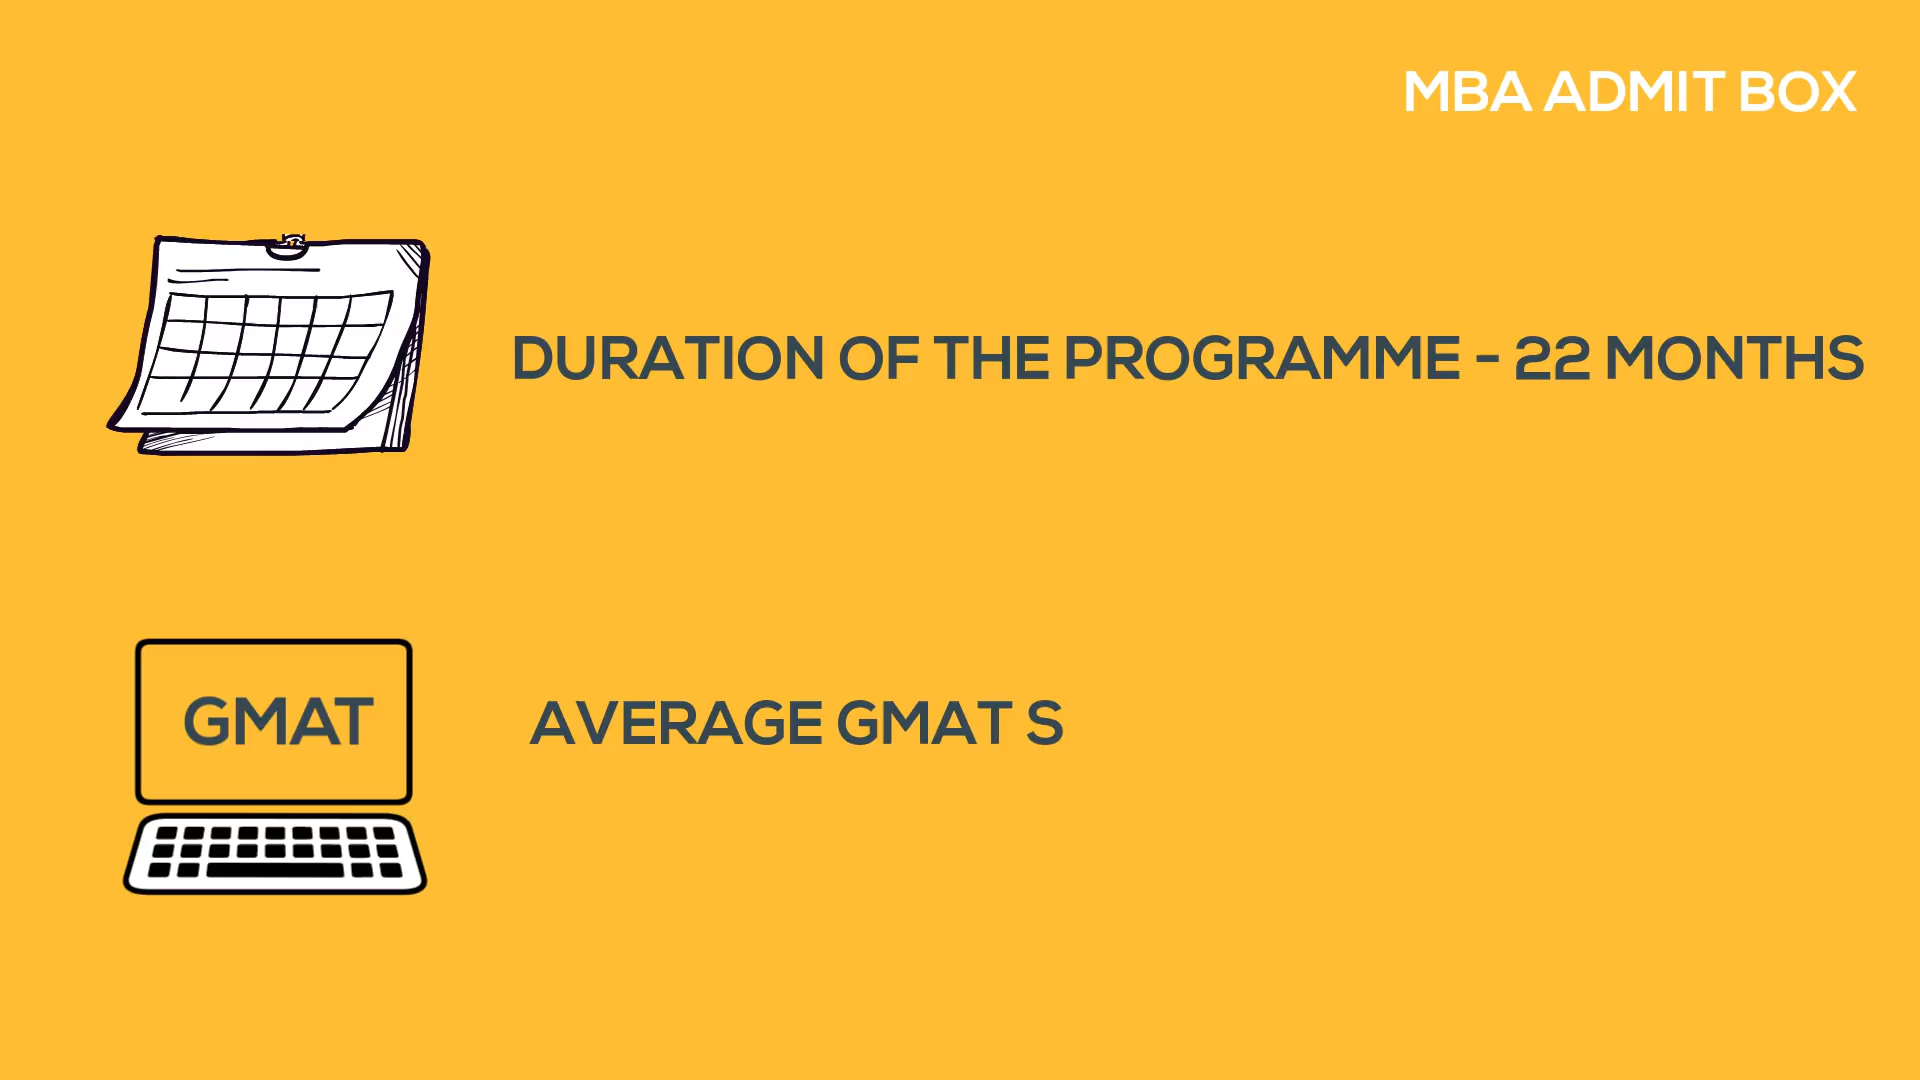 MBA ADMIT BOX
DURATION OF THE PROGRAMME - 22 MONTHS
GMAT
AVERAGE GMAT S